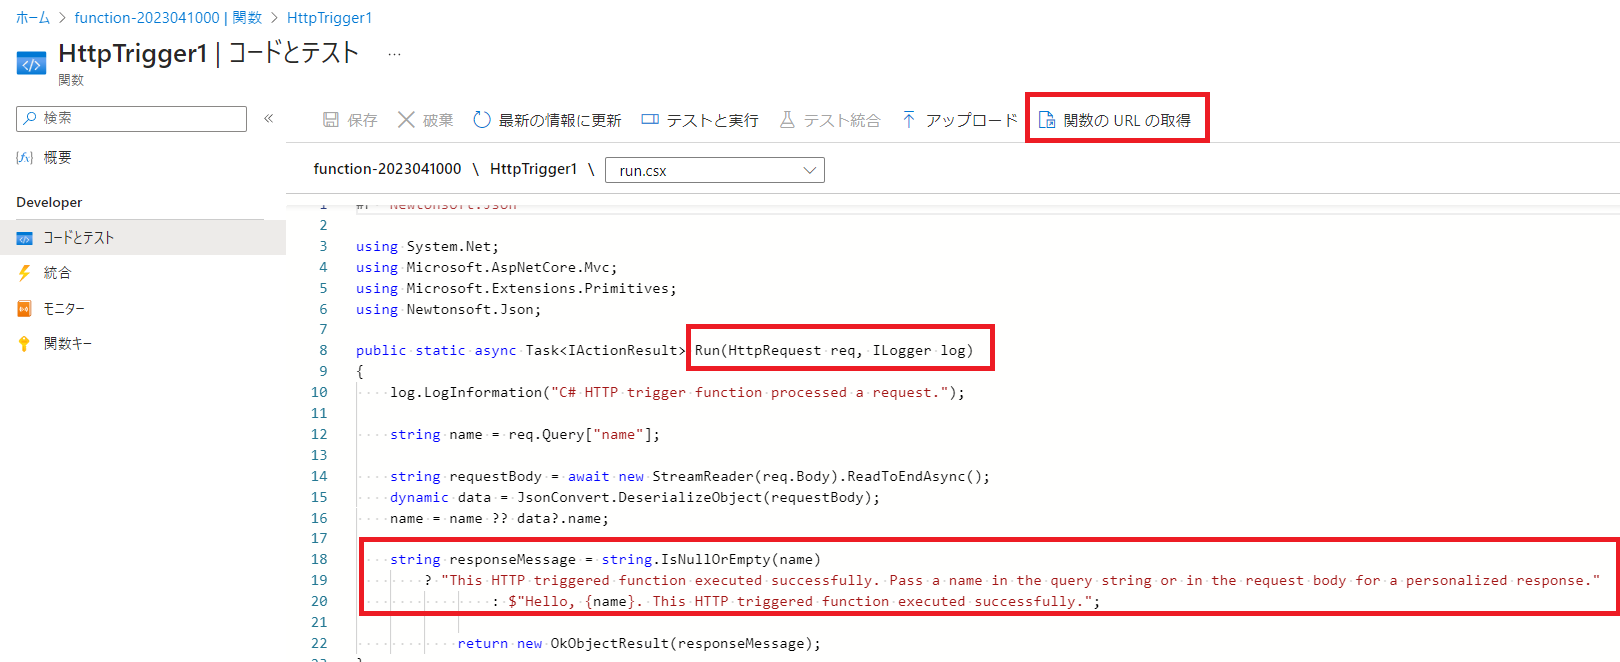 ホーム > function-2023041000 | 関数 > HttpTrigger1
HttpTrigger1 | コードとテスト ...
関数
検索 «
保存 破棄 最新の情報に更新 テストと実行 テスト統合 アップロード 関数の URL の取得
概要
Developer
コードとテスト
統合
モニター
関数キー
function-2023041000 \ HttpTrigger1 \ run.csx
1 #r "Newtonsoft.Json"
2
3 using System.Net;
4 using Microsoft.AspNetCore.Mvc;
5 using Microsoft.Extensions.Primitives;
6 using Newtonsoft.Json;
7
8 public static async Task<IActionResult> Run(HttpRequest req, ILogger log)
9 {
10 log.LogInformation("C# HTTP trigger function processed a request.");
11
12 string name = req.Query["name"];
13
14 string requestBody = await new StreamReader(req.Body).ReadToEndAsync();
15 dynamic data = JsonConvert.DeserializeObject(requestBody);
16 name = name ?? data?.name;
17
18 string responseMessage = string.IsNullOrEmpty(name)
19 ? "This HTTP triggered function executed successfully. Pass a name in the query string or in the request body for a personalized response."
20 : $"Hello, {name}. This HTTP triggered function executed successfully.";
21
22 return new OkObjectResult(responseMessage);
23 }